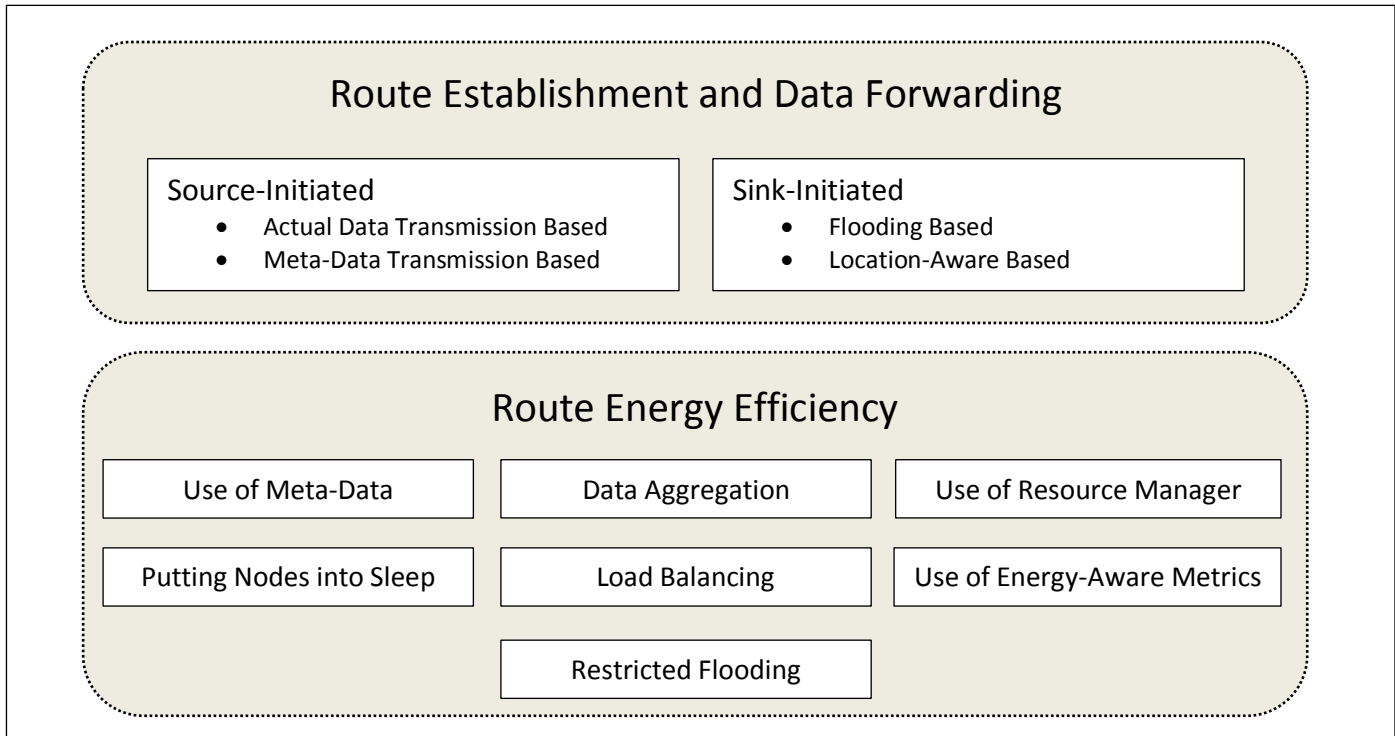 Route Establishment and Data Forwarding
Source-Initiated
• Actual Data Transmission Based
• Meta-Data Transmission Based
Sink-Initiated
• Flooding Based
• Location-Aware Based
Route Energy Efficiency
Use of Meta-Data
Data Aggregation
Use of Resource Manager
Putting Nodes into Sleep
Load Balancing
Use of Energy-Aware Metrics
Restricted Flooding